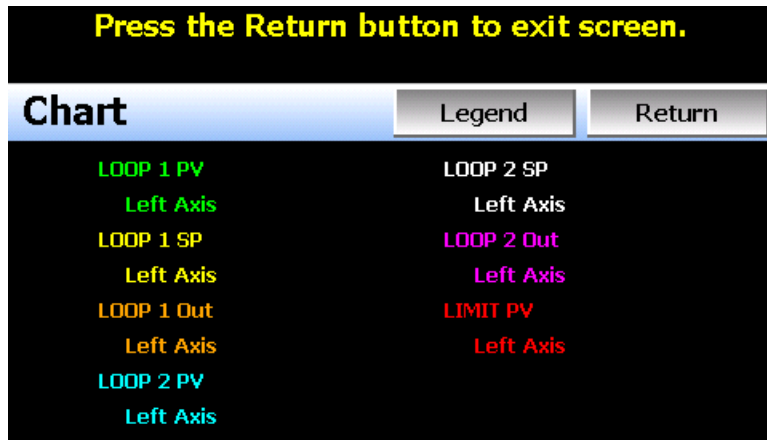 Press the Return button to exit screen.
Chart
Legend
Return
LOOP 1 PV
Left Axis
LOOP 1 SP
Left Axis
LOOP 1 Out
Left Axis
LOOP 2 PV
Left Axis
LOOP 2 SP
Left Axis
LOOP 2 Out
Left Axis
LIMIT PV
Left Axis